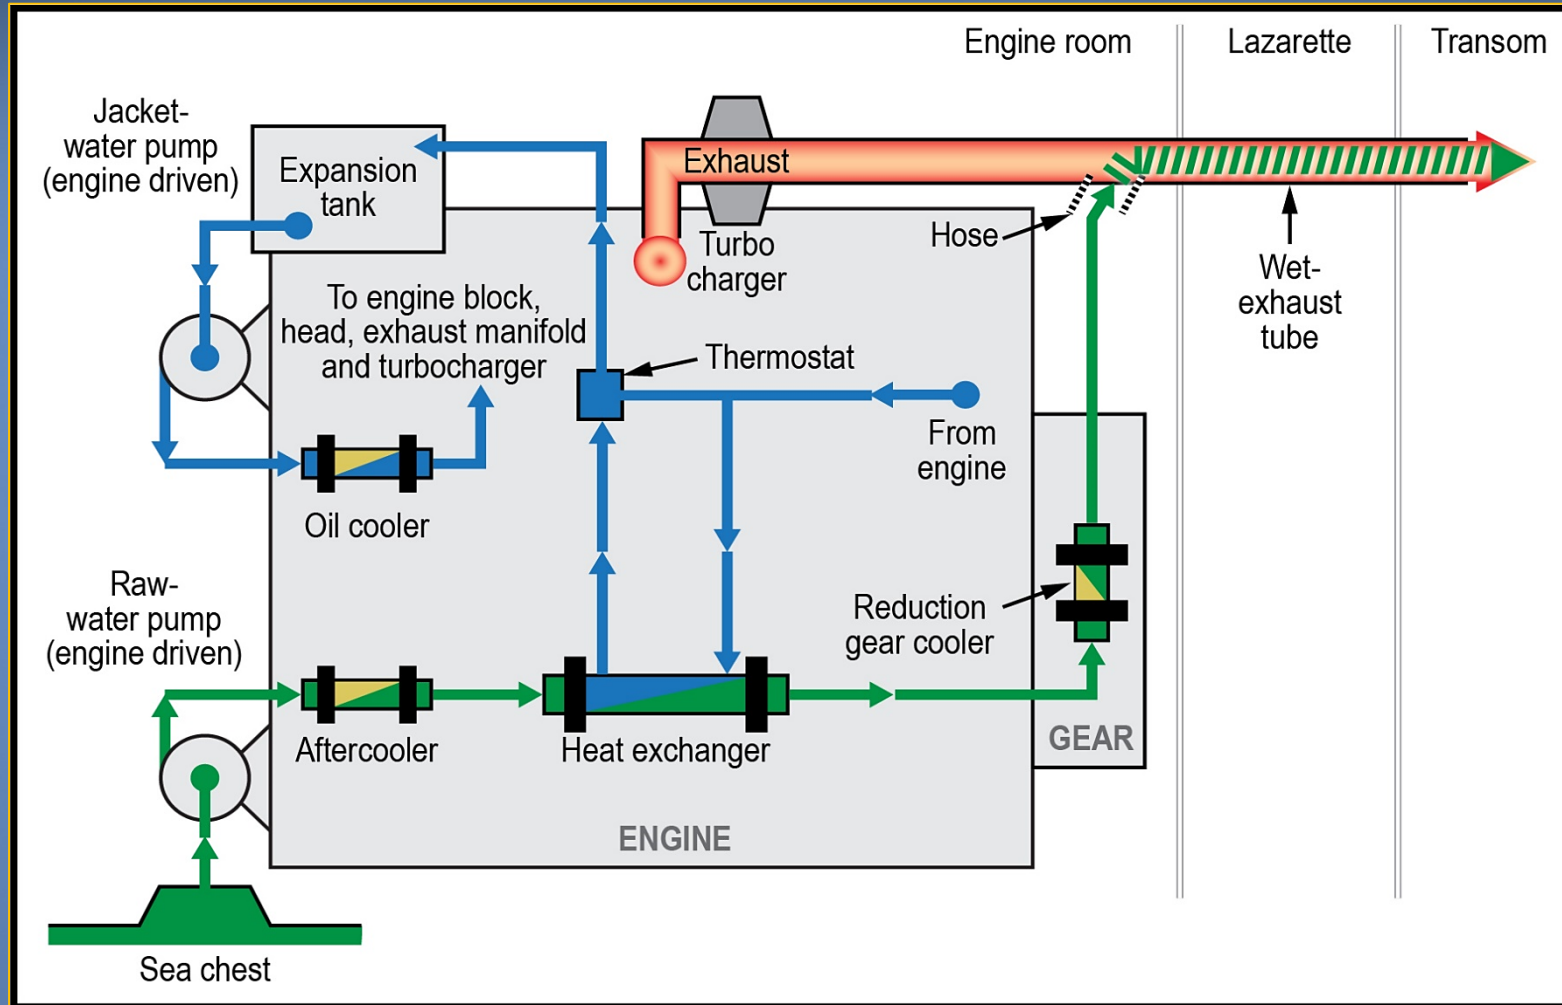 Engine room
Lazarette
Transom
Jacket-
water pump
(engine driven)
Expansion
tank
Exhaust
Hose
Turbo
charger
Wet-
exhaust
tube
To engine block,
head, exhaust manifold
and turbocharger
Thermostat
From
engine
Oil cooler
Raw-
water pump
(engine driven)
Reduction
gear cooler
Aftercooler
Heat exchanger
GEAR
ENGINE
Sea chest